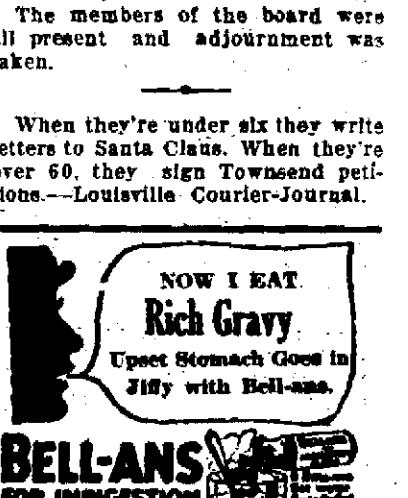 The members of the board were
ll present and adjournment was
aken.
When they're under six they write
etters to Santa Claus. When they're
ver 60, they sign Townsend peti-
ions.—Louisville Courier-Journal.
NOW I EAT
Rich Gravy
Upset Stomach Goes in
Jiffy with Bell-ans.
BELL-ANS
FOR INDIGESTION